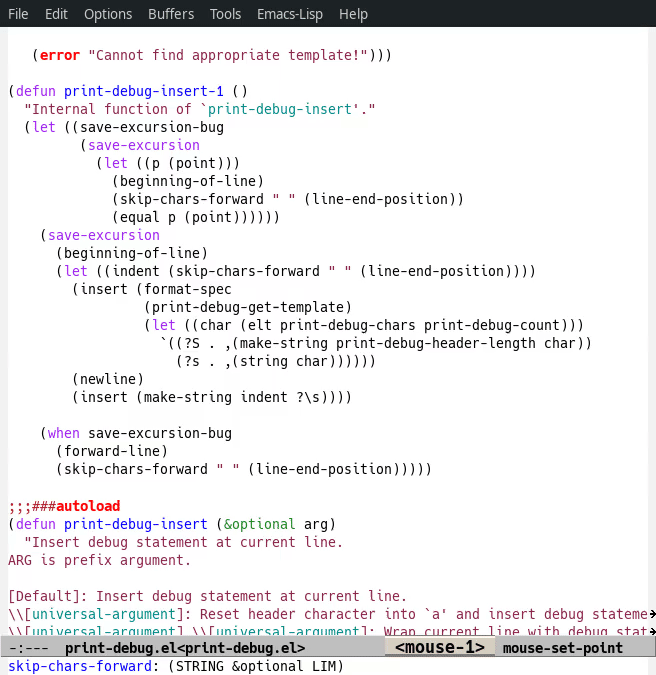 File Edit Options Buffers Tools Emacs-Lisp Help
(error "Cannot find appropriate template!")))
(defun print-debug-insert-1 ()
"Internal function of `print-debug-insert'."
(let ((save-excursion-bug
(save-excursion
(let ((p (point)))
(beginning-of-line)
(skip-chars-forward " " (line-end-position))
(equal p (point))))))
(save-excursion
(beginning-of-line)
(let ((indent (skip-chars-forward " " (line-end-position))))
(insert (format-spec
(print-debug-get-template)
(let ((char (elt print-debug-chars print-debug-count)))
`((?S . ,(make-string print-debug-header-length char))
(?s . ,(string char))))))
(newline)
(insert (make-string indent ?\s))))
(when save-excursion-bug
(forward-line)
(skip-chars-forward " " (line-end-position)))))
;;;###autoload
(defun print-debug-insert (&optional arg)
"Insert debug statement at current line.
ARG is prefix argument.
[Default]: Insert debug statement at current line.
\\[universal-argument]: Reset header character into `a' and insert debug stateme
\\[universal-argument] \\[universal-argument]: Wrap current line with debug stat
-:--- print-debug.el<print-debug.el> <mouse-1> mouse-set-point
skip-chars-forward: (STRING &optional LIM)